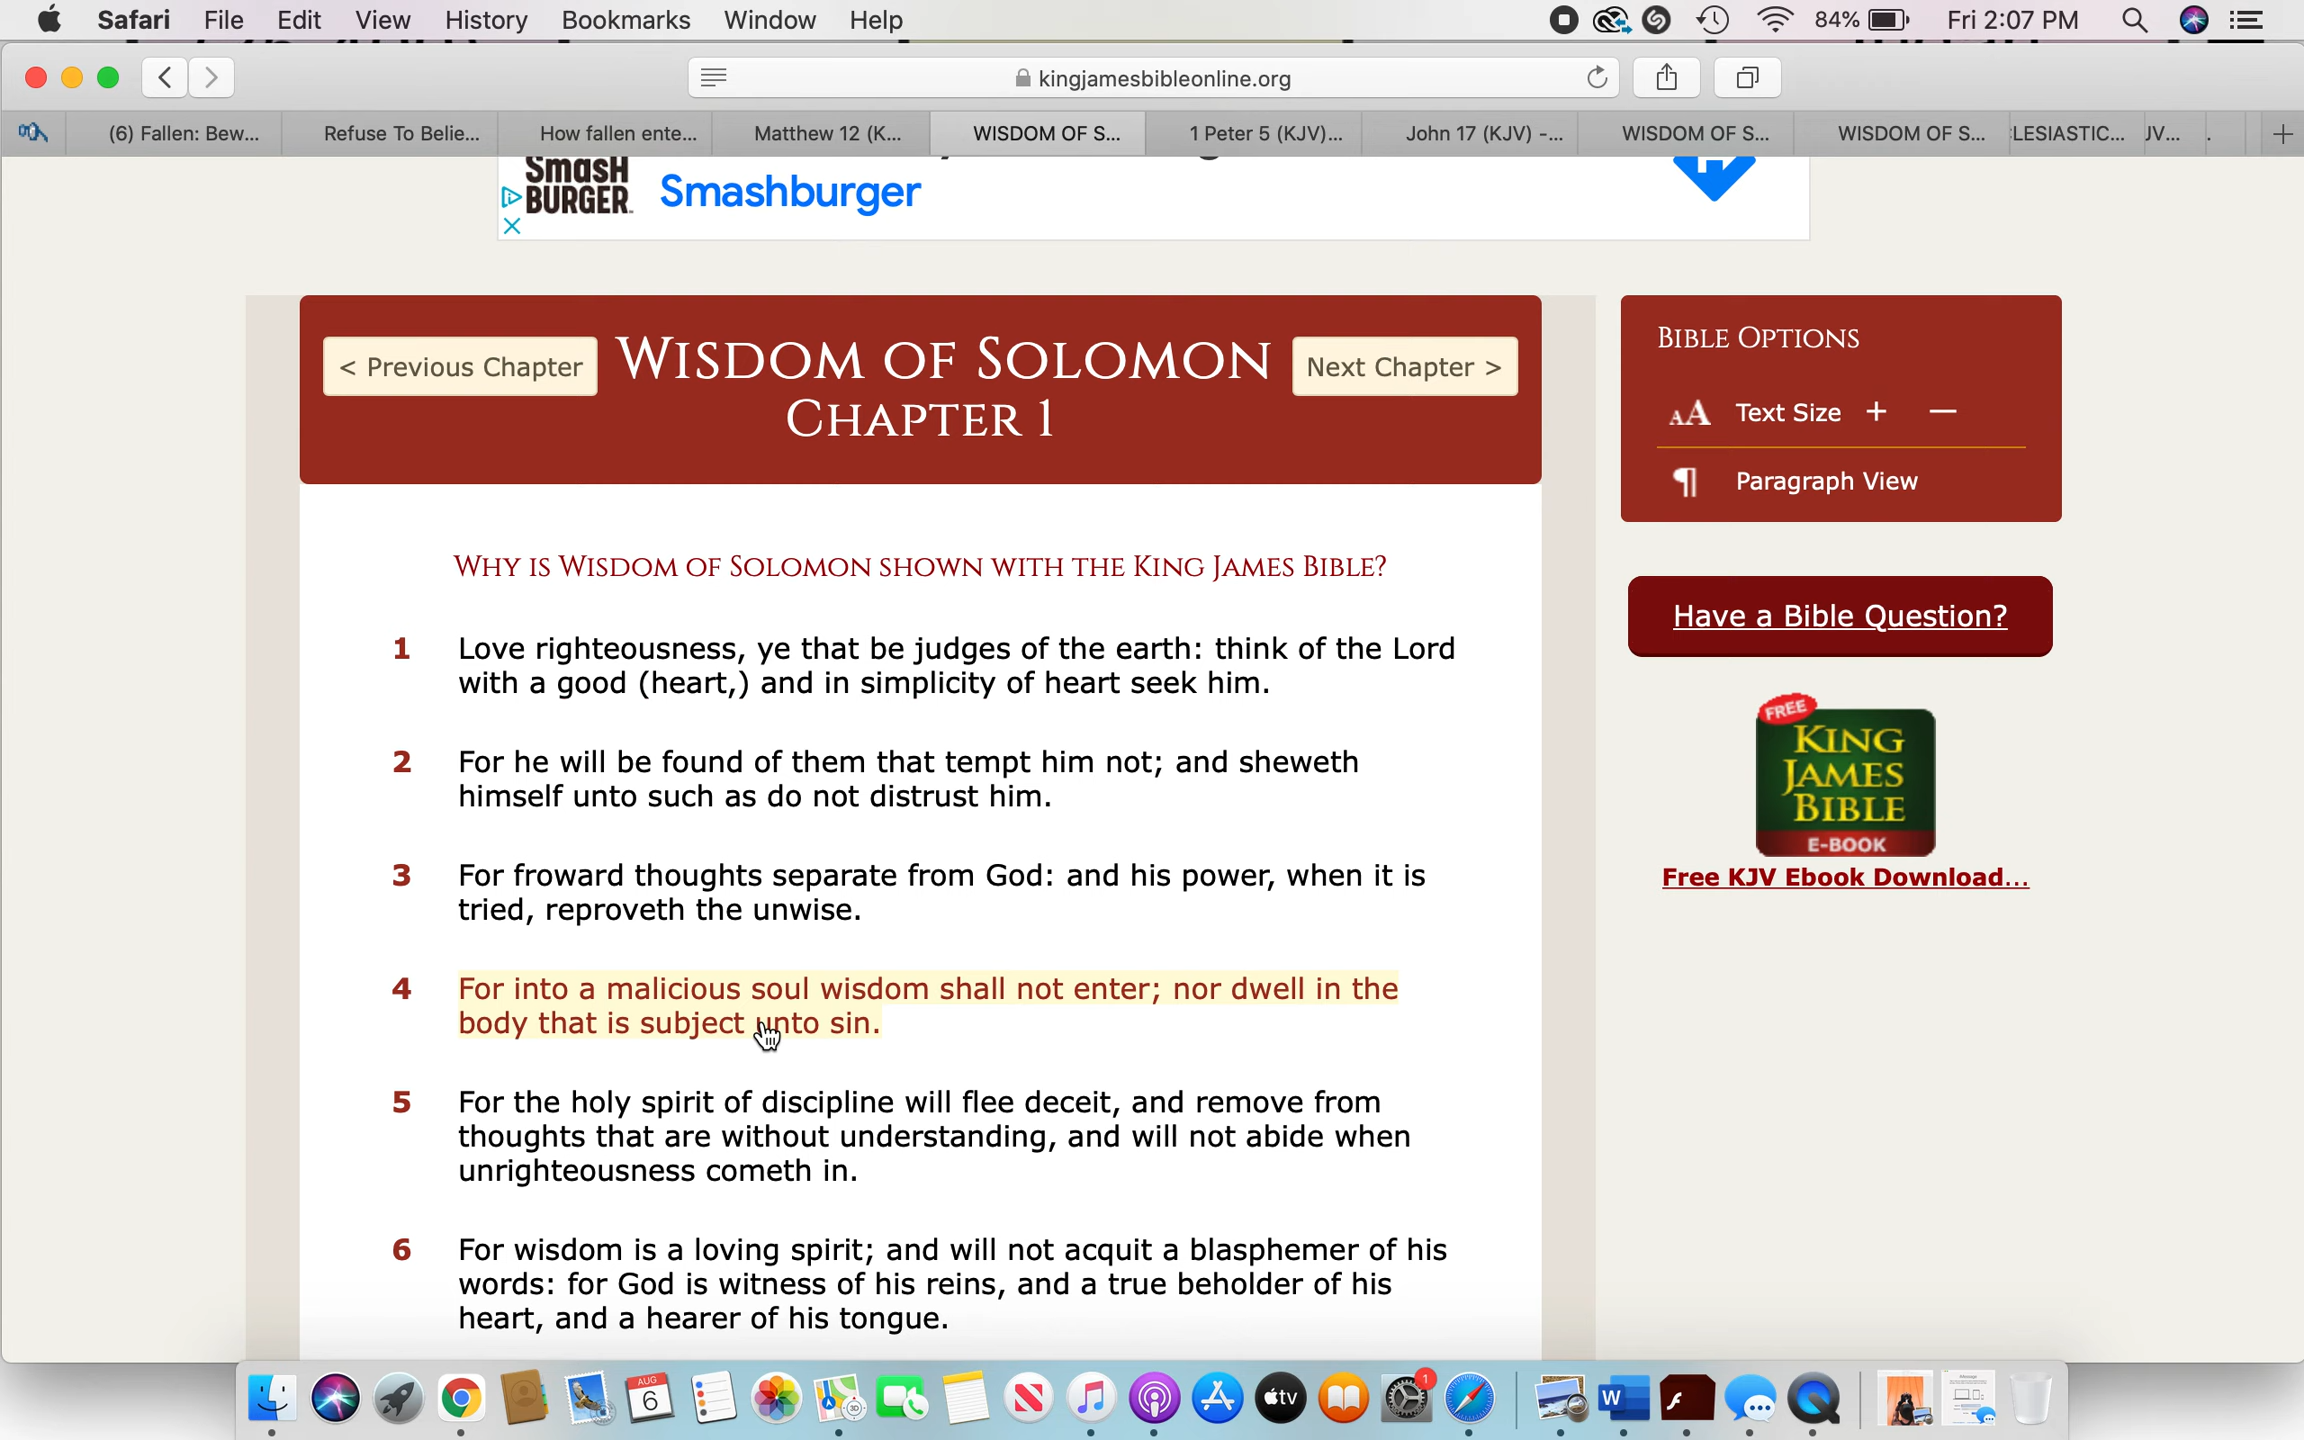 Safari File Edit View History Bookmarks Window Help 84% Fri 2:07 PM
kingjamesbibleonline.org
(6) Fallen: Bew... Refuse To Belie... How fallen ente... Matthew 12 (K... WISDOM OF S... 1 Peter 5 (KJV)... John 17 (KJV) -... WISDOM OF S... WISDOM OF S... LESIASTIC... JV... .
SMASH
BURGER. Smashburger
< Previous Chapter
Wisdom of Solomon
Chapter 1
Next Chapter >
Why is Wisdom of Solomon shown with the King James Bible?
1 Love righteousness, ye that be judges of the earth: think of the Lord
with a good (heart,) and in simplicity of heart seek him.
2 For he will be found of them that tempt him not; and sheweth
himself unto such as do not distrust him.
3 For froward thoughts separate from God: and his power, when it is
tried, reproveth the unwise.
4 For into a malicious soul wisdom shall not enter; nor dwell in the
body that is subject unto sin.
5 For the holy spirit of discipline will flee deceit, and remove from
thoughts that are without understanding, and will not abide when
unrighteousness cometh in.
6 For wisdom is a loving spirit; and will not acquit a blasphemer of his
words: for God is witness of his reins, and a true beholder of his
heart, and a hearer of his tongue.
Bible Options
AA Text Size + −
¶ Paragraph View
Have a Bible Question?
FREE
KING
JAMES
BIBLE
E-BOOK
Free KJV Ebook Download...
AUG
6
3D
tv
1
W